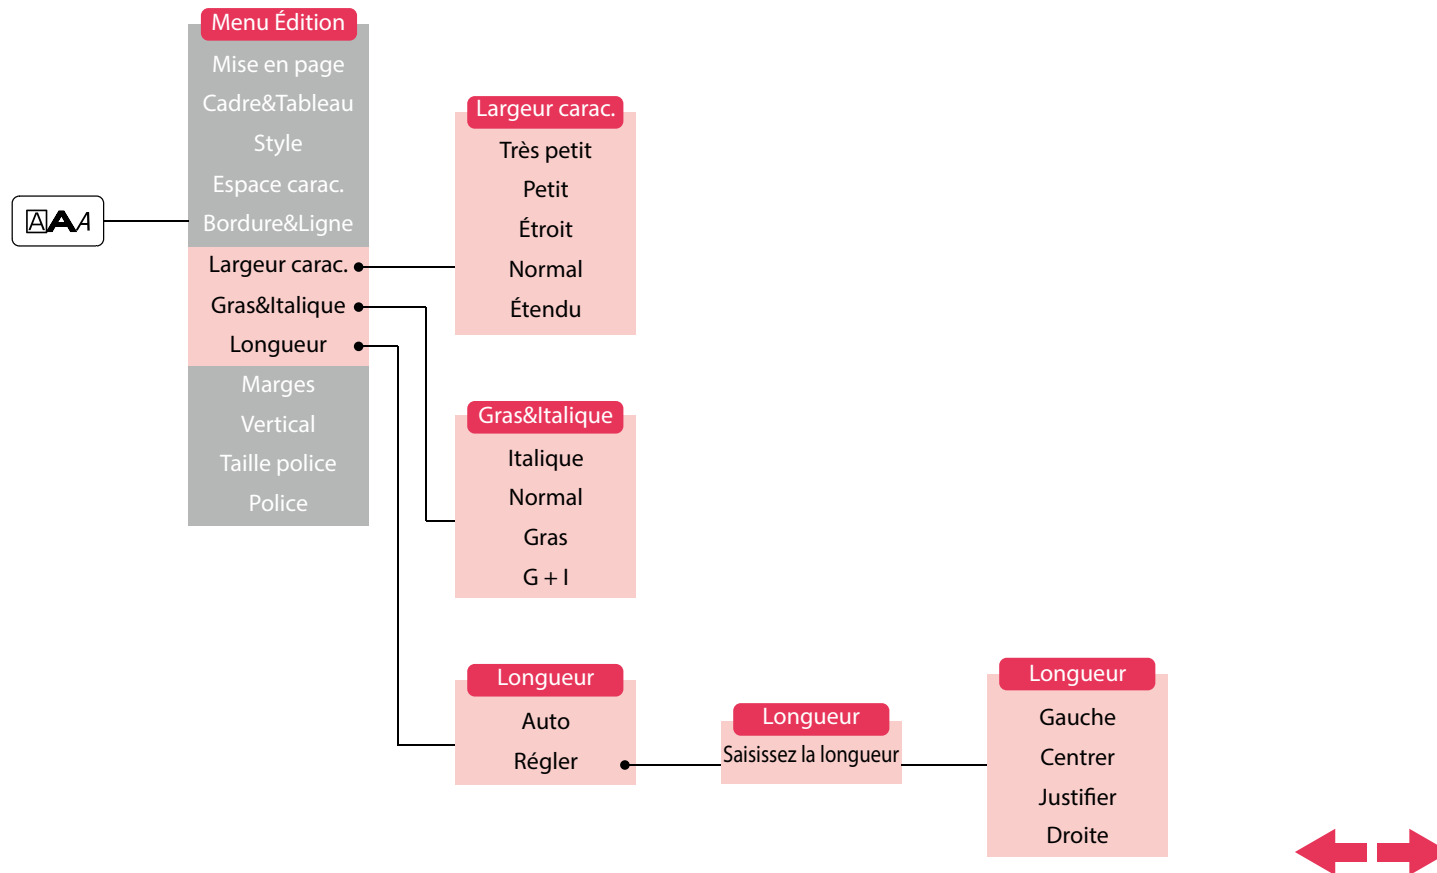 Menu Édition
Mise en page
Cadre&Tableau
Style
Espace carac.
Bordure&Ligne
Largeur carac.
Gras&Italique
Longueur
Marges
Vertical
Taille police
Police
AAA
Largeur carac.
Très petit
Petit
Étroit
Normal
Étendu
Gras&Italique
Italique
Normal
Gras
G + I
Longueur
Auto
Régler
Longueur
Saisissez la longueur
Longueur
Gauche
Centrer
Justifier
Droite